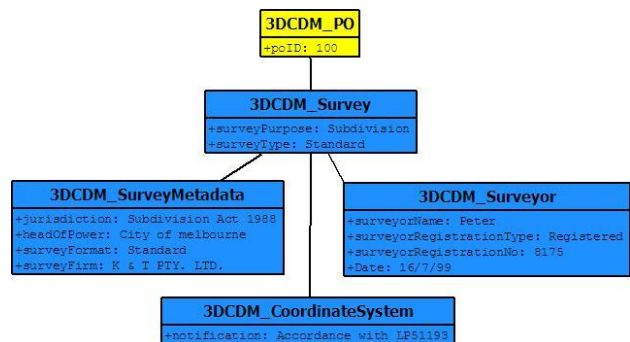 3DCDM_PO
+poID: 100
3DCDM_Survey
+surveyPurpose: Subdivision
+surveyType: Standard
3DCDM_SurveyMetadata
+jurisdiction: Subdivision Act 1988
+headOfPower: City of melbourne
+surveyFormat: Standard
+surveyFirm: K & T PTY. LTD.
3DCDM_Surveyor
+surveyorName: Peter
+surveyorRegistrationType: Registered
+surveyorRegistrationNo: 8175
+Date: 16/7/99
3DCDM_CoordinateSystem
+notification: Accordance with LP51193